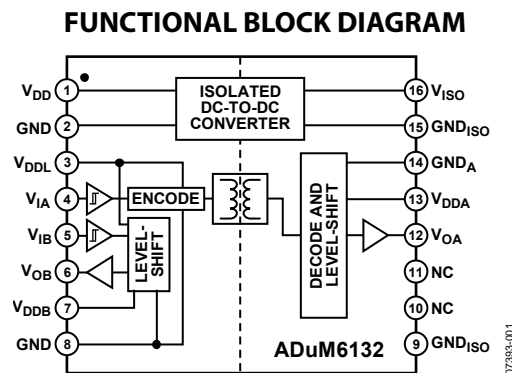 FUNCTIONAL BLOCK DIAGRAM
VDD 1
GND 2
VDDL 3
VIA 4
VIB 5
VOB 6
VDDB 7
GND 8
ISOLATED
DC-TO-DC
CONVERTER
ENCODE
LEVEL-
SHIFT
DECODE AND
LEVEL-SHIFT
16 VISO
15 GNDISO
14 GNDA
13 VDDA
12 VOA
11 NC
10 NC
9 GNDISO
ADuM6132
07393-001